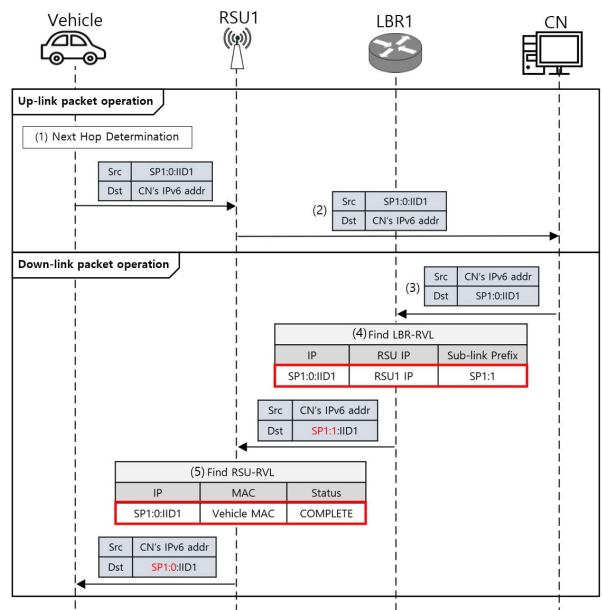 Vehicle RSU1 LBR1 CN
Up-link packet operation
(1) Next Hop Determination
Src SP1:0:IID1
Dst CN's IPv6 addr
(2)
Src SP1:0:IID1
Dst CN's IPv6 addr
Down-link packet operation
(3)
Src CN's IPv6 addr
Dst SP1:0:IID1
(4) Find LBR-RVL
IP RSU IP Sub-link Prefix
SP1:0:IID1 RSU1 IP SP1:1
Src CN's IPv6 addr
Dst SP1:1:IID1
(5) Find RSU-RVL
IP MAC Status
SP1:0:IID1 Vehicle MAC COMPLETE
Src CN's IPv6 addr
Dst SP1:0:IID1